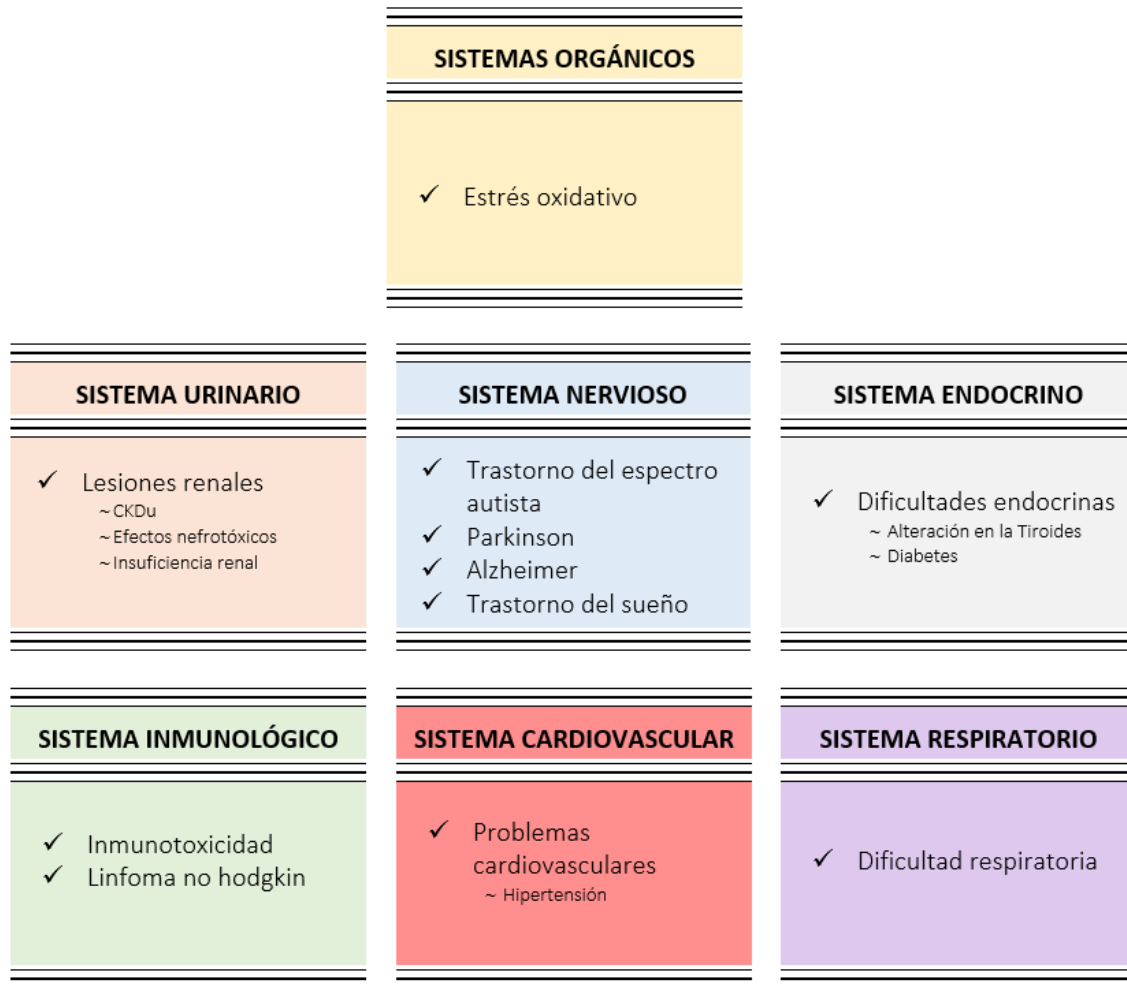 SISTEMAS ORGÁNICOS
✓ Estrés oxidativo
SISTEMA URINARIO
✓ Lesiones renales
~ CKDu
~ Efectos nefrotóxicos
~ Insuficiencia renal
SISTEMA NERVIOSO
✓ Trastorno del espectro
autista
✓ Parkinson
✓ Alzheimer
✓ Trastorno del sueño
SISTEMA ENDOCRINO
✓ Dificultades endocrinas
~ Alteración en la Tiroides
~ Diabetes
SISTEMA INMUNOLÓGICO
✓ Inmunotoxicidad
✓ Linfoma no hodgkin
SISTEMA CARDIOVASCULAR
✓ Problemas
cardiovasculares
~ Hipertensión
SISTEMA RESPIRATORIO
✓ Dificultad respiratoria